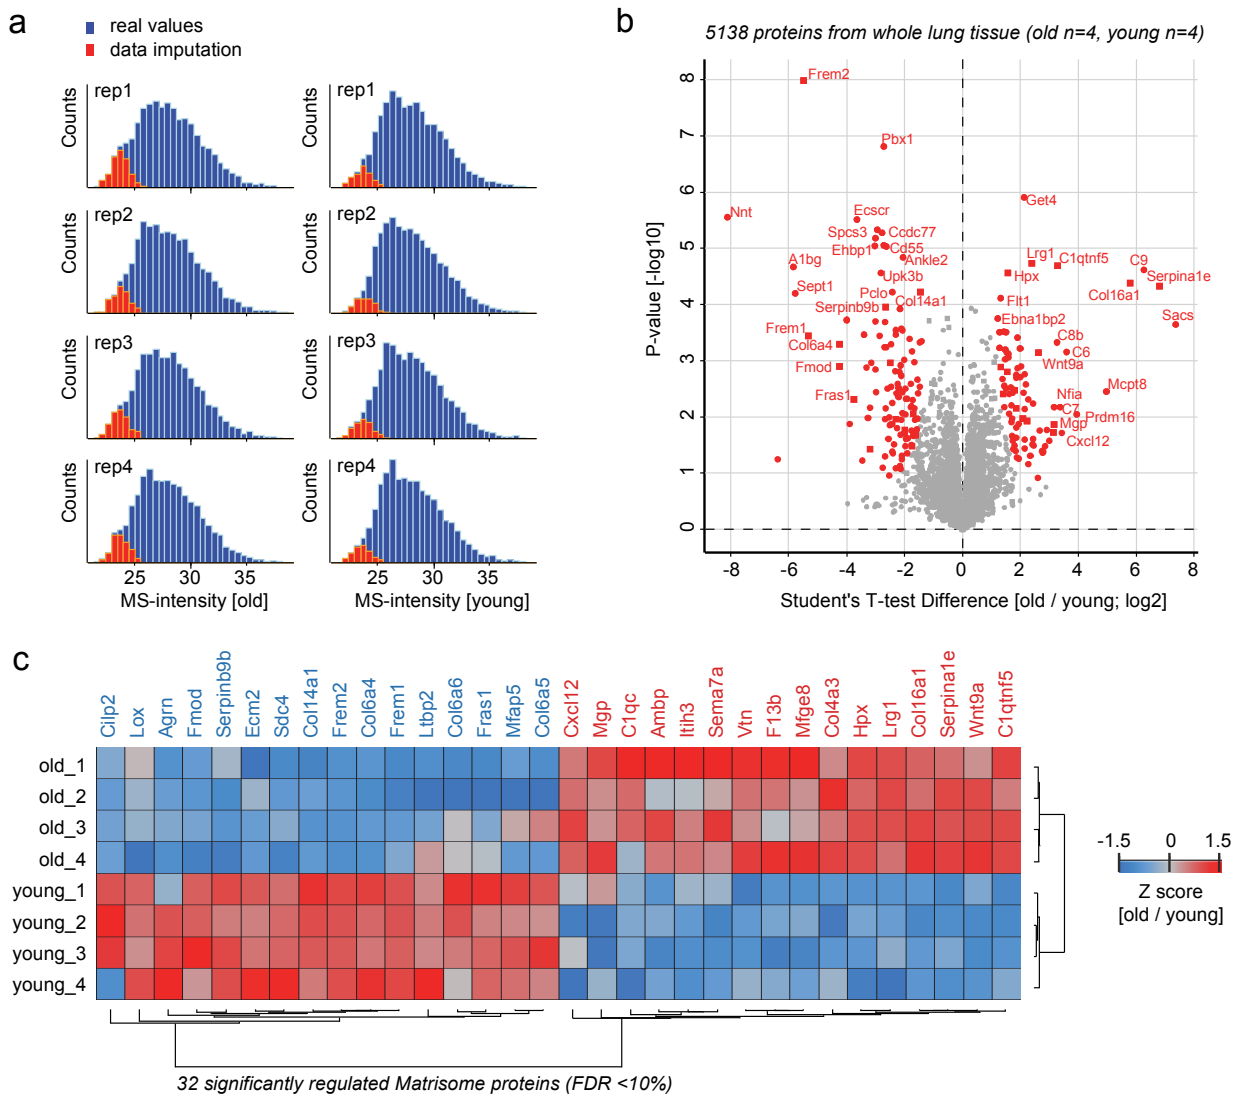 a
real values
data imputation
rep1
rep1
Counts
Counts
rep2
rep2
Counts
Counts
rep3
rep3
Counts
Counts
rep4
rep4
Counts
Counts
25 30 35
25 30 35
MS-intensity [old]
MS-intensity [young]
b
5138 proteins from whole lung tissue (old n=4, young n=4)
P-value [-log10]
8
7
6
5
4
3
2
1
0
Frem2
Pbx1
Get4
Nnt
Ecscr
Spcs3
Ccdc77
Ehbp1
Cd55
Ankle2
A1bg
Upk3b
Lrg1
C1qtnf5
C9
Hpx
Serpina1e
Sept1
Pclo
Col14a1
Col16a1
Flt1
Serpinb9b
Ebna1bp2
Sacs
Frem1
Col6a4
C8b
C6
Wnt9a
Fmod
Fras1
Mcpt8
Nfia
C7
Prdm16
Mgp
Cxcl12
-8 -6 -4 -2 0 2 4 6 8
Student's T-test Difference [old / young; log2]
c
Cilp2
Lox
Agrn
Fmod
Serpinb9b
Ecm2
Sdc4
Col14a1
Frem2
Col6a4
Frem1
Ltbp2
Col6a6
Fras1
Mfap5
Col6a5
Cxcl12
Mgp
C1qc
Ambp
Itih3
Sema7a
Vtn
F13b
Mfge8
Col4a3
Hpx
Lrg1
Col16a1
Serpina1e
Wnt9a
C1qtnf5
old_1
old_2
old_3
old_4
young_1
young_2
young_3
young_4
-1.5 0 1.5
Z score
[old / young]
32 significantly regulated Matrisome proteins (FDR <10%)